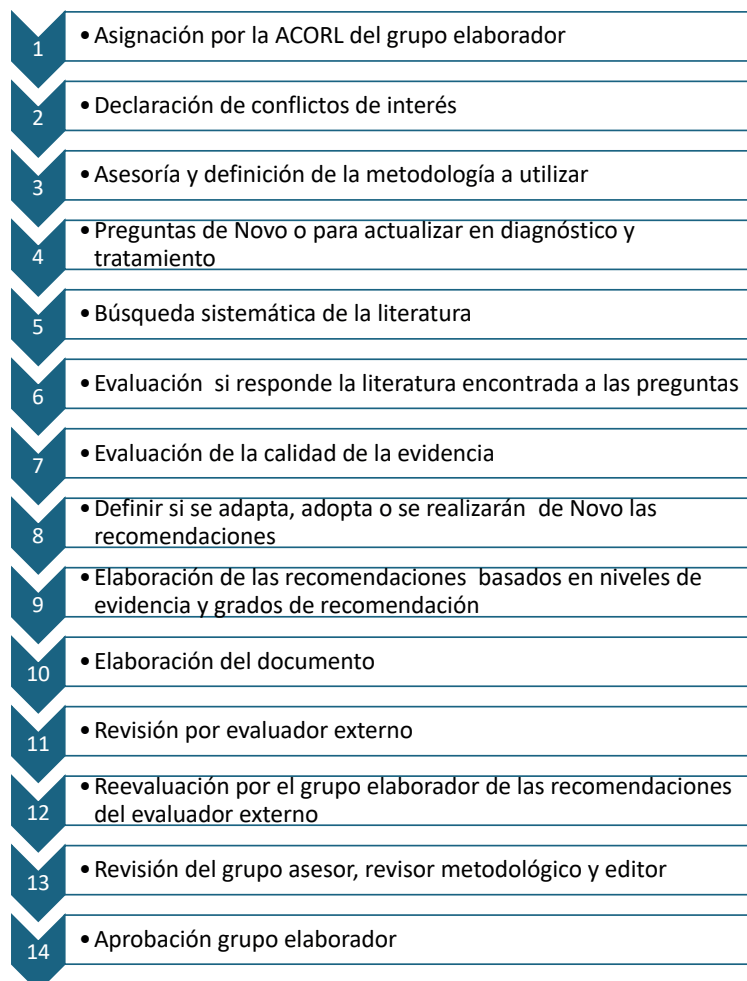 1
• Asignación por la ACORL del grupo elaborador
2
• Declaración de conflictos de interés
3
• Asesoría y definición de la metodología a utilizar
4
• Preguntas de Novo o para actualizar en diagnóstico y
tratamiento
5
• Búsqueda sistemática de la literatura
6
• Evaluación  si responde la literatura encontrada a las preguntas
7
• Evaluación de la calidad de la evidencia
8
• Definir si se adapta, adopta o se realizarán  de Novo las
recomendaciones
9
• Elaboración de las recomendaciones  basados en niveles de
evidencia y grados de recomendación
10
• Elaboración del documento
11
• Revisión por evaluador externo
12
• Reevaluación por el grupo elaborador de las recomendaciones
del evaluador externo
13
• Revisión del grupo asesor, revisor metodológico y editor
14
• Aprobación grupo elaborador